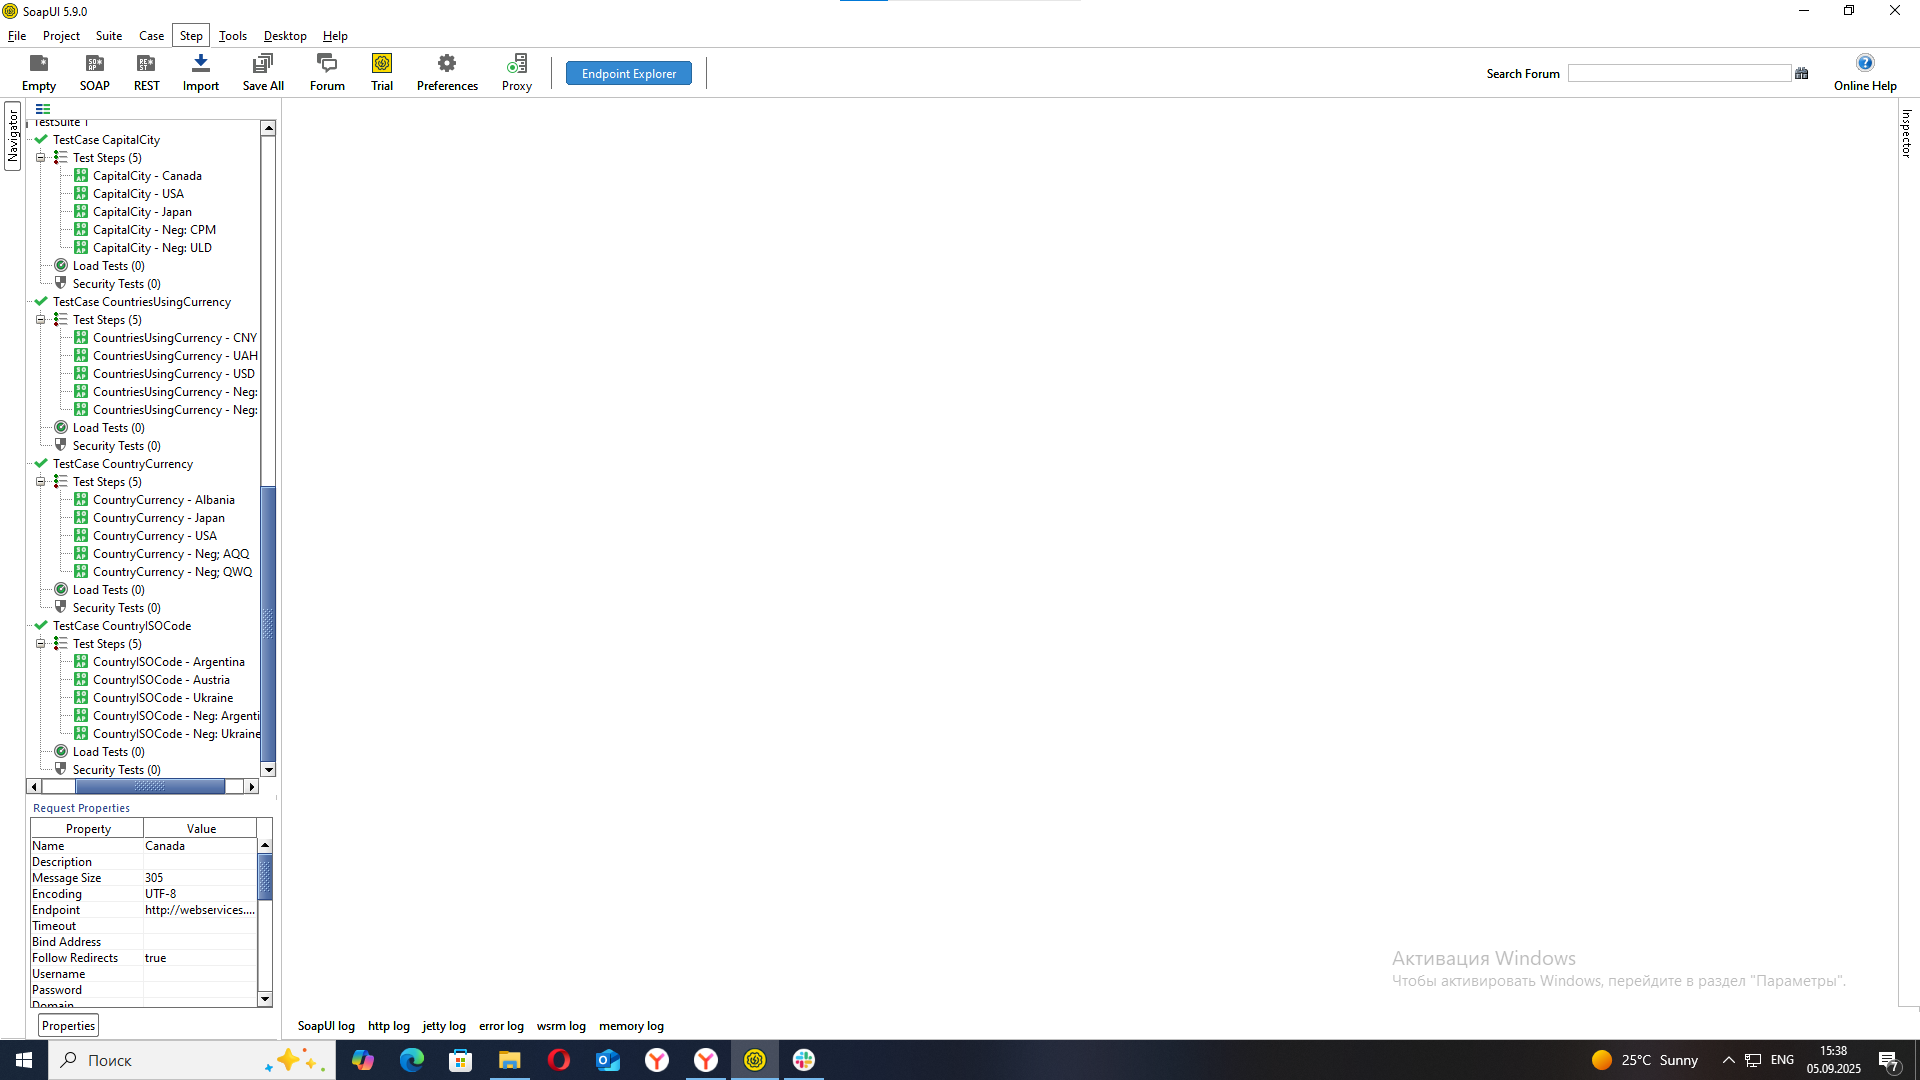 SoapUI 5.9.0
File Project Suite Case Step Tools Desktop Help
Empty SOAP REST Import Save All Forum Trial Preferences Proxy Endpoint Explorer Search Forum Online Help
Navigator
Inspector
TestSuite 1
TestCase CapitalCity
Test Steps (5)
CapitalCity - Canada
CapitalCity - USA
CapitalCity - Japan
CapitalCity - Neg: CPM
CapitalCity - Neg: ULD
Load Tests (0)
Security Tests (0)
TestCase CountriesUsingCurrency
Test Steps (5)
CountriesUsingCurrency - CNY
CountriesUsingCurrency - UAH
CountriesUsingCurrency - USD
CountriesUsingCurrency - Neg:
CountriesUsingCurrency - Neg:
Load Tests (0)
Security Tests (0)
TestCase CountryCurrency
Test Steps (5)
CountryCurrency - Albania
CountryCurrency - Japan
CountryCurrency - USA
CountryCurrency - Neg; AQQ
CountryCurrency - Neg; QWQ
Load Tests (0)
Security Tests (0)
TestCase CountryISOCode
Test Steps (5)
CountryISOCode - Argentina
CountryISOCode - Austria
CountryISOCode - Ukraine
CountryISOCode - Neg: Argenti
CountryISOCode - Neg: Ukraine
Load Tests (0)
Security Tests (0)
Request Properties
Property Value
Name Canada
Description
Message Size 305
Encoding UTF-8
Endpoint http://webservices....
Timeout
Bind Address
Follow Redirects true
Username
Password
Domain
Properties
SoapUI log http log jetty log error log wsrm log memory log
Активация Windows
Чтобы активировать Windows, перейдите в раздел "Параметры".
Поиск
25°C Sunny
ENG
15:38
05.09.2025
7